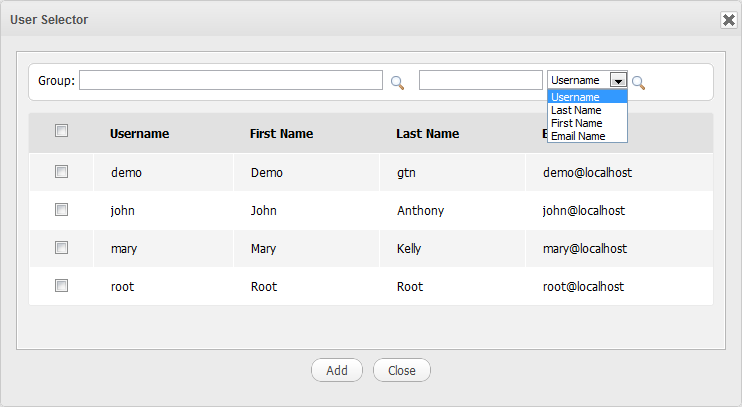 User Selector
Group: Username
Username
Last Name
First Name
Email Name
Username First Name Last Name E
demo Demo gtn demo@localhost
john John Anthony john@localhost
mary Mary Kelly mary@localhost
root Root Root root@localhost
Add Close